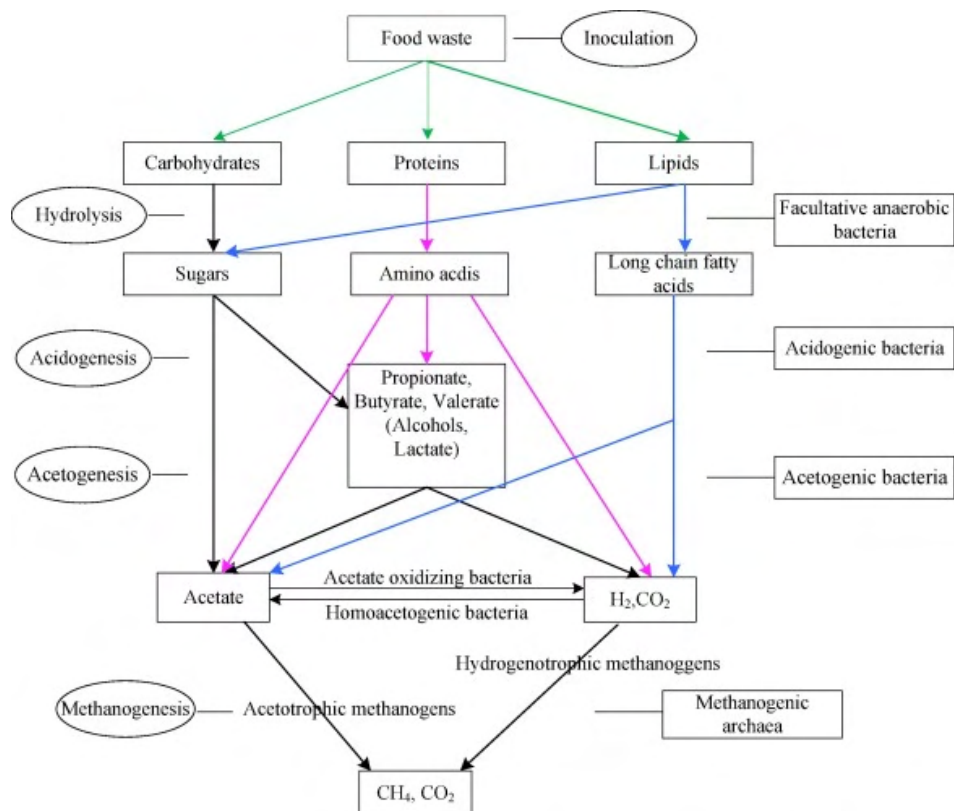 Food waste
Inoculation
Carbohydrates
Proteins
Lipids
Hydrolysis
Facultative anaerobic
bacteria
Sugars
Amino acdis
Long chain fatty
acids
Acidogenesis
Acidogenic bacteria
Propionate,
Butyrate, Valerate
(Alcohols,
Lactate)
Acetogenesis
Acetogenic bacteria
Acetate
Acetate oxidizing bacteria
Homoacetogenic bacteria
H₂,CO₂
Hydrogenotrophic methanoggens
Methanogenesis
Acetotrophic methanogens
Methanogenic
archaea
CH₄, CO₂